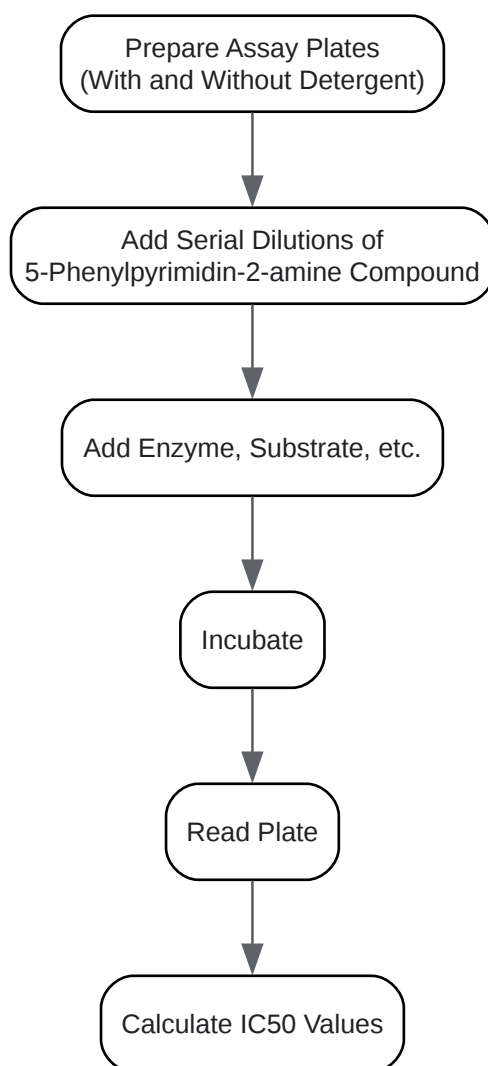 Prepare Assay Plates
(With and Without Detergent)
Add Serial Dilutions of
5-Phenylpyrimidin-2-amine Compound
Add Enzyme, Substrate, etc.
Incubate
Read Plate
Calculate IC50 Values